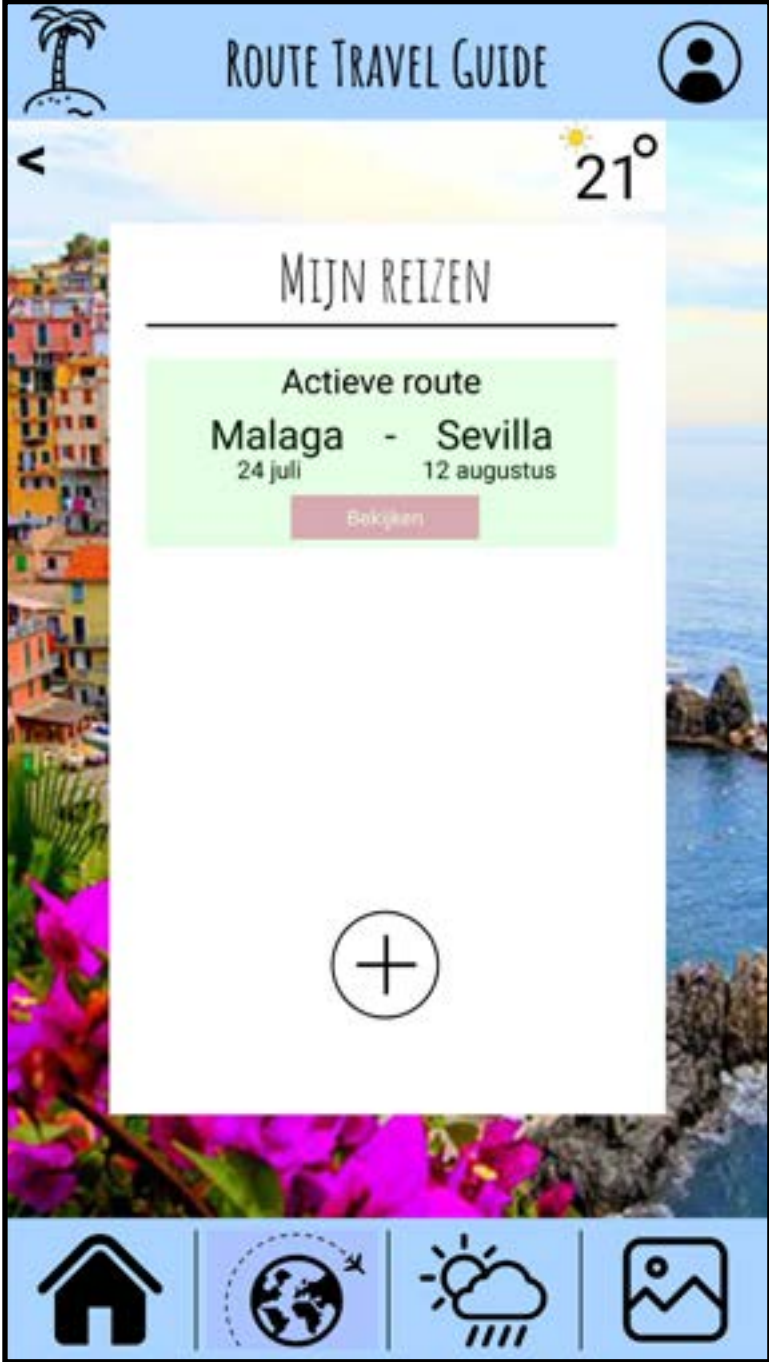 ROUTE TRAVEL GUIDE
<
21°
MIJN REIZEN
Actieve route
Malaga - Sevilla
24 juli 12 augustus
Bekijken